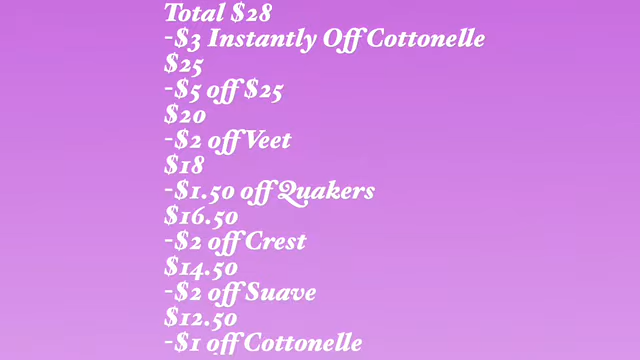 Total $28
-$3 Instantly Off Cottonelle
$25
-$5 off $25
$20
-$2 off Veet
$18
-$1.50 off Quakers
$16.50
-$2 off Crest
$14.50
-$2 off Suave
$12.50
-$1 off Cottonelle